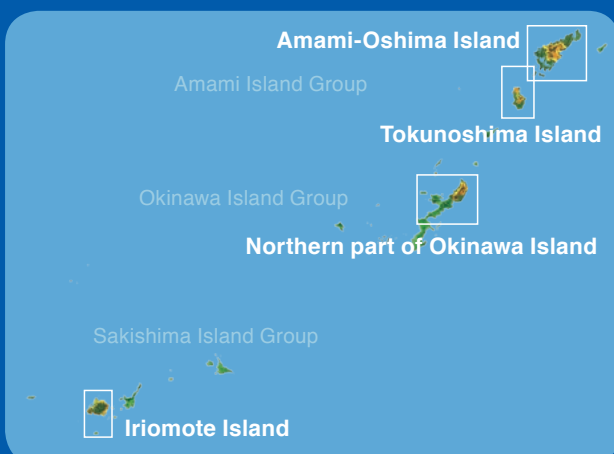 Amami-Oshima Island
Amami Island Group
Tokunoshima Island
Okinawa Island Group
Northern part of Okinawa Island
Sakishima Island Group
Iriomote Island